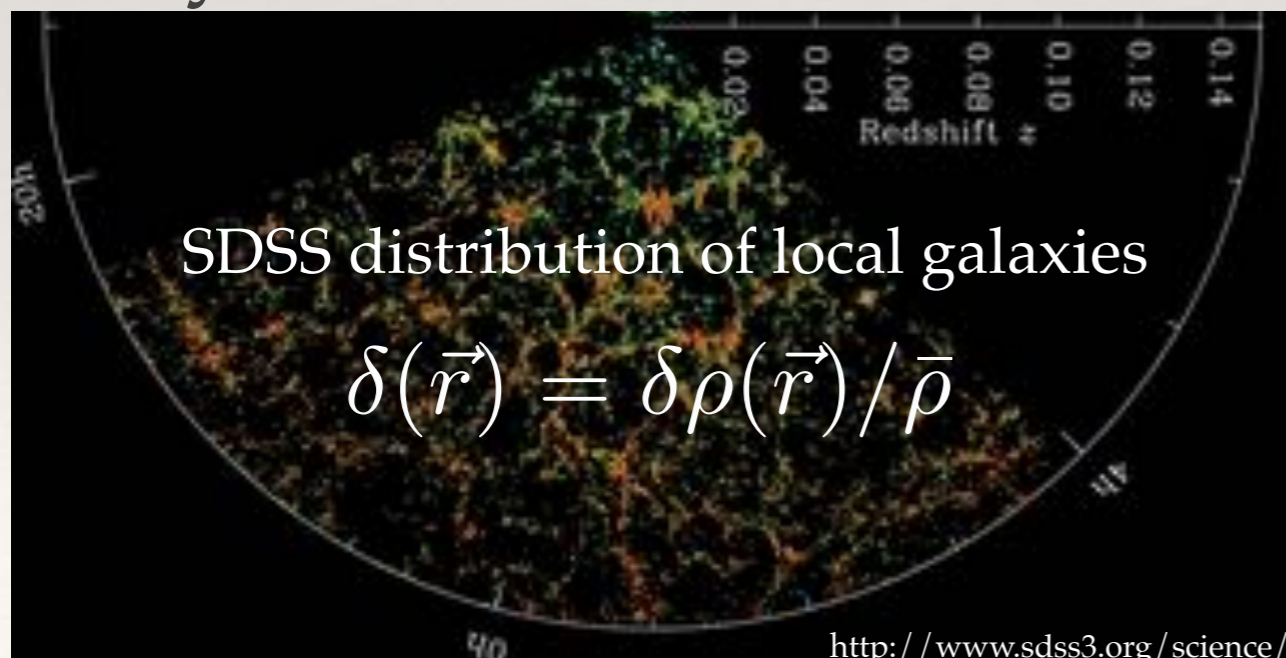 0.02 0.04 0.06 0.08 0.10 0.12 0.14
Redshift z
20h
SDSS distribution of local galaxies
δ(r⃗) = δρ(r⃗)/ρ̄
4h
0h
http://www.sdss3.org/science/